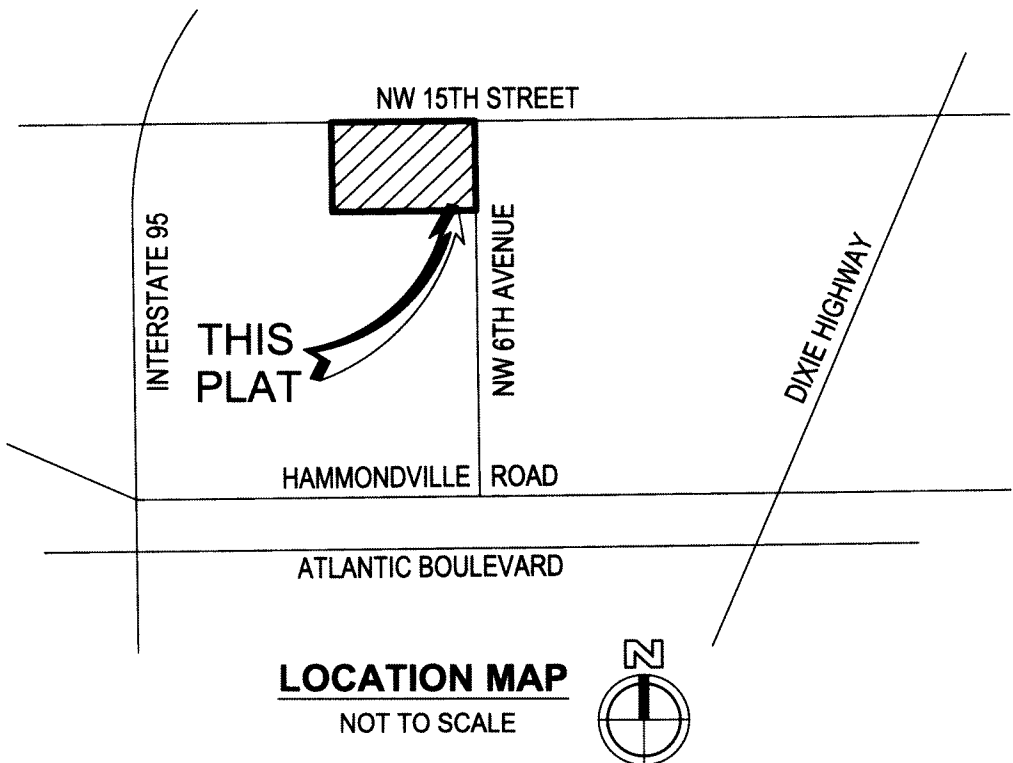 NW 15TH STREET
INTERSTATE 95
NW 6TH AVENUE
DIXIE HIGHWAY
THIS
PLAT
HAMMONDVILLE ROAD
ATLANTIC BOULEVARD
LOCATION MAP
NOT TO SCALE
N